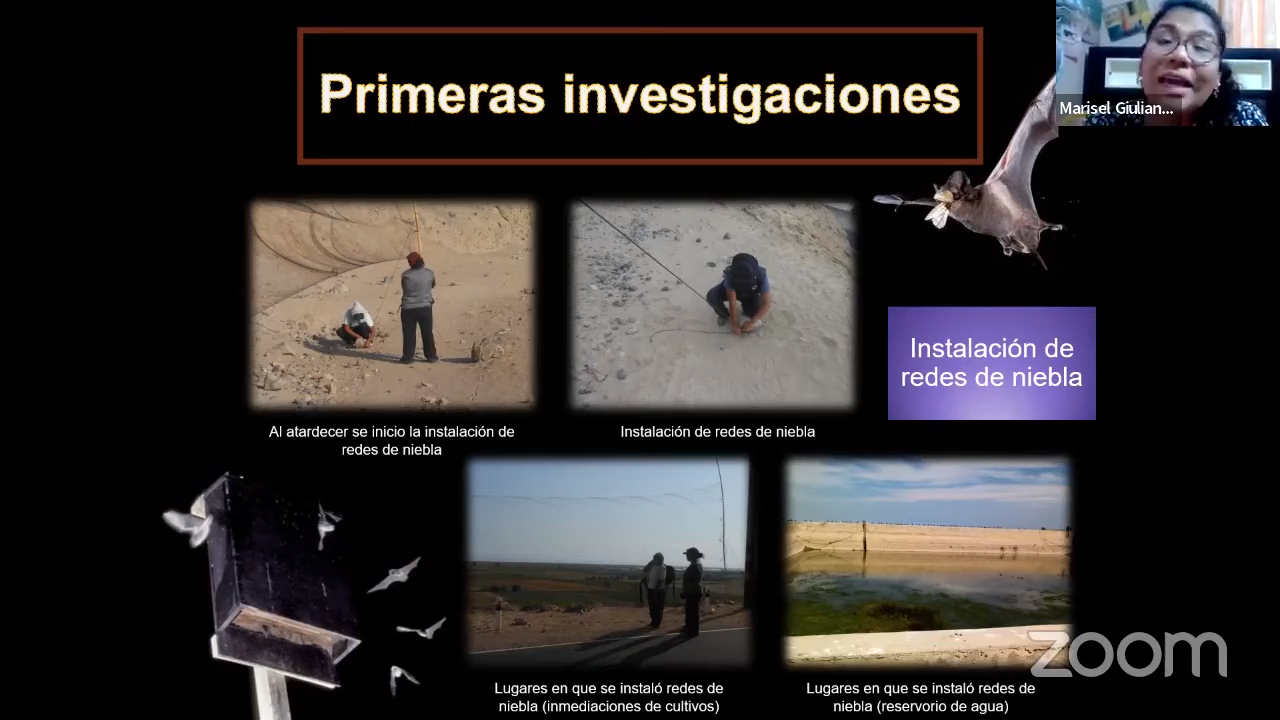 Primeras investigaciones
Marisel Giulian...
Instalación de
redes de niebla
Al atardecer se inicio la instalación de
redes de niebla
Instalación de redes de niebla
Lugares en que se instaló redes de
niebla (inmediaciones de cultivos)
Lugares en que se instaló redes de
niebla (reservorio de agua)
zoom